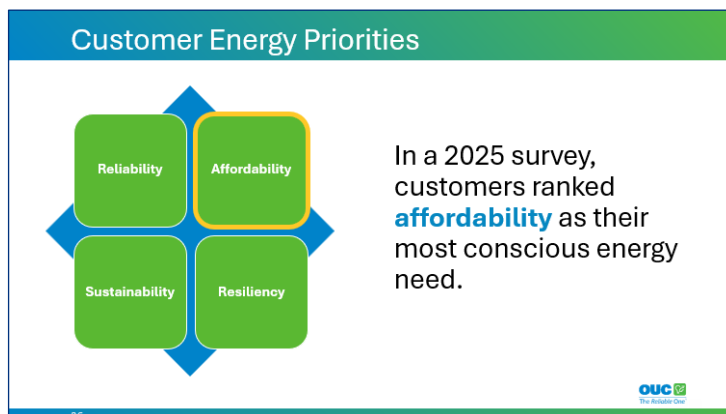 Customer Energy Priorities
Reliability
Affordability
Sustainability
Resiliency
In a 2025 survey,
customers ranked
affordability as their
most conscious energy
need.
OUC
The Reliable One